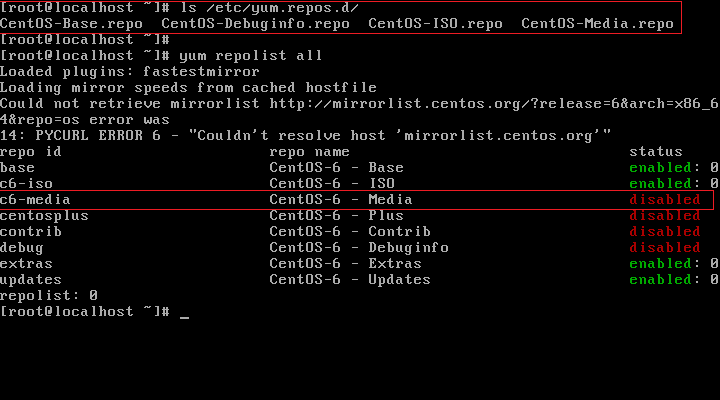 [root@localhost ~]# ls /etc/yum.repos.d/
CentOS-Base.repo  CentOS-Debuginfo.repo  CentOS-ISO.repo  CentOS-Media.repo
[root@localhost ~]#
[root@localhost ~]# yum repolist all
Loaded plugins: fastestmirror
Loading mirror speeds from cached hostfile
Could not retrieve mirrorlist http://mirrorlist.centos.org/?release=6&arch=x86_6
4&repo=os error was
14: PYCURL ERROR 6 - "Couldn't resolve host 'mirrorlist.centos.org'"
repo id                       repo name                               status
base                          CentOS-6 - Base                         enabled: 0
c6-iso                        CentOS-6 - ISO                          enabled: 0
c6-media                      CentOS-6 - Media                        disabled
centosplus                    CentOS-6 - Plus                         disabled
contrib                       CentOS-6 - Contrib                      disabled
debug                         CentOS-6 - Debuginfo                    disabled
extras                        CentOS-6 - Extras                       enabled: 0
updates                       CentOS-6 - Updates                      enabled: 0
repolist: 0
[root@localhost ~]# _